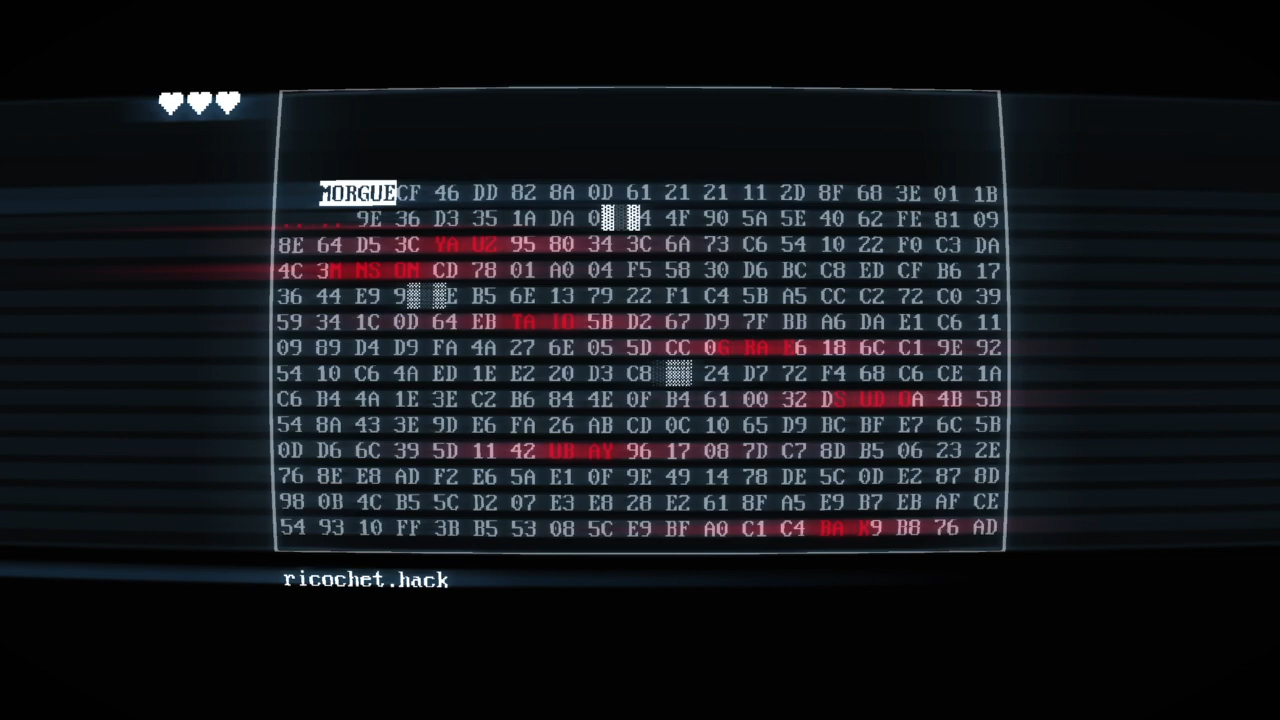 MORGUECF 46 DD 82 8A 0D 61 21 21 11 2D 8F 68 3E 01 1B
.. .. 9E 36 D3 35 1A DA 0 4 4F 90 5A 5E 40 62 FE 81 09
8E 64 D5 3C YA UZ 95 80 34 3C 6A 73 C6 54 10 22 F0 C3 DA
4C 3M NS ON CD 78 01 A0 04 F5 58 30 D6 BC C8 ED CF B6 17
36 44 E9 9 E B5 6E 13 79 22 F1 C4 5B A5 CC C2 72 C0 39
59 34 1C 0D 64 EB TA IO 5B D2 67 D9 7F BB A6 DA E1 C6 11
09 89 D4 D9 FA 4A 27 6E 05 5D CC 0G RA E6 18 6C C1 9E 92
54 10 C6 4A ED 1E E2 20 D3 C8 24 D7 72 F4 68 C6 CE 1A
C6 B4 4A 1E 3E C2 B6 84 4E 0F B4 61 00 32 DS UD OA 4B 5B
54 8A 43 3E 9D E6 FA 26 AB CD 0C 10 65 D9 BC BF E7 6C 5B
0D D6 6C 39 5D 11 42 UB AY 96 17 08 7D C7 8D B5 06 23 2E
76 8E E8 AD F2 E6 5A E1 0F 9E 49 14 78 DE 5C 0D E2 87 8D
98 0B 4C B5 5C D2 07 E3 E8 28 E2 61 8F A5 E9 B7 EB AF CE
54 93 10 FF 3B B5 53 08 5C E9 BF A0 C1 C4 BA K9 B8 76 AD
ricochet.hack